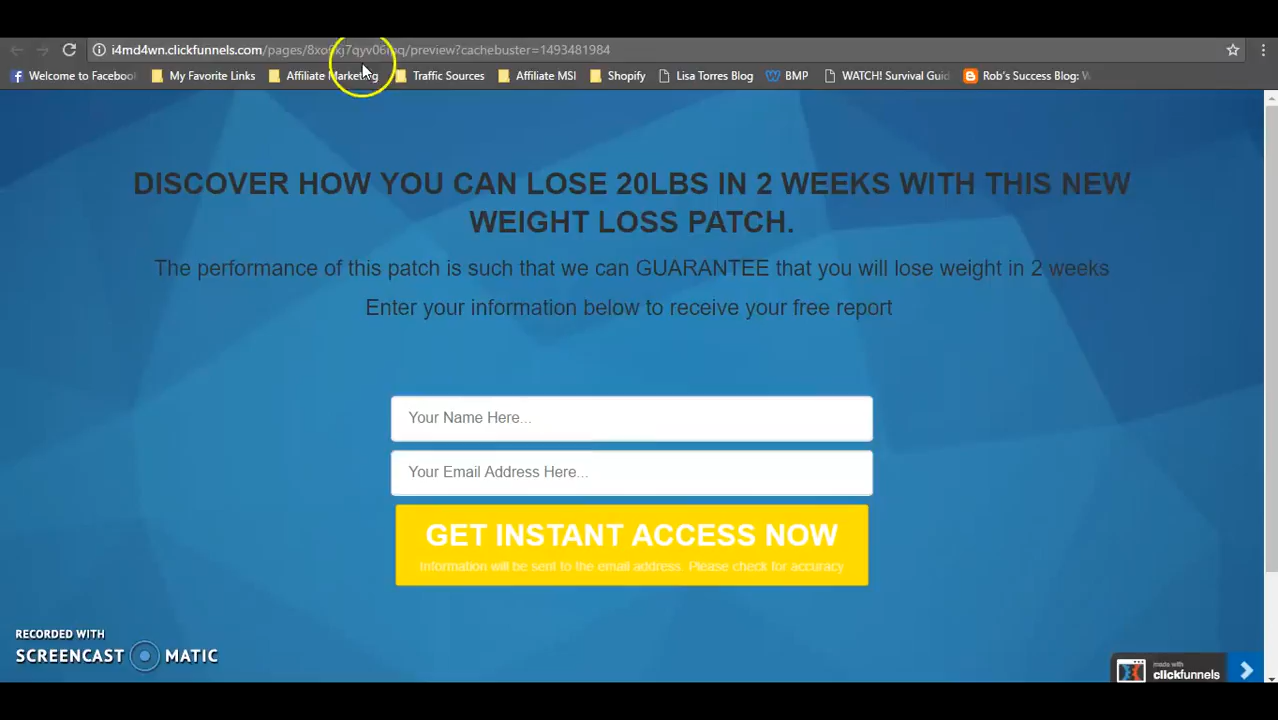 i4md4wn.clickfunnels.com/pages/ /preview?cachebuster=1493481984
Welcome to Faceboo My Favorite Links Affiliate Marketing Traffic Sources Affiliate MSI Shopify Lisa Torres Blog BMP WATCH! Survival Guid Rob's Success Blog: W
DISCOVER HOW YOU CAN LOSE 20LBS IN 2 WEEKS WITH THIS NEW
WEIGHT LOSS PATCH.
The performance of this patch is such that we can GUARANTEE that you will lose weight in 2 weeks
Enter your information below to receive your free report
Your Name Here...
Your Email Address Here...
GET INSTANT ACCESS NOW
Information will be sent to the email address. Please check for accuracy
RECORDED WITH
SCREENCAST MATIC
made with
clickfunnels